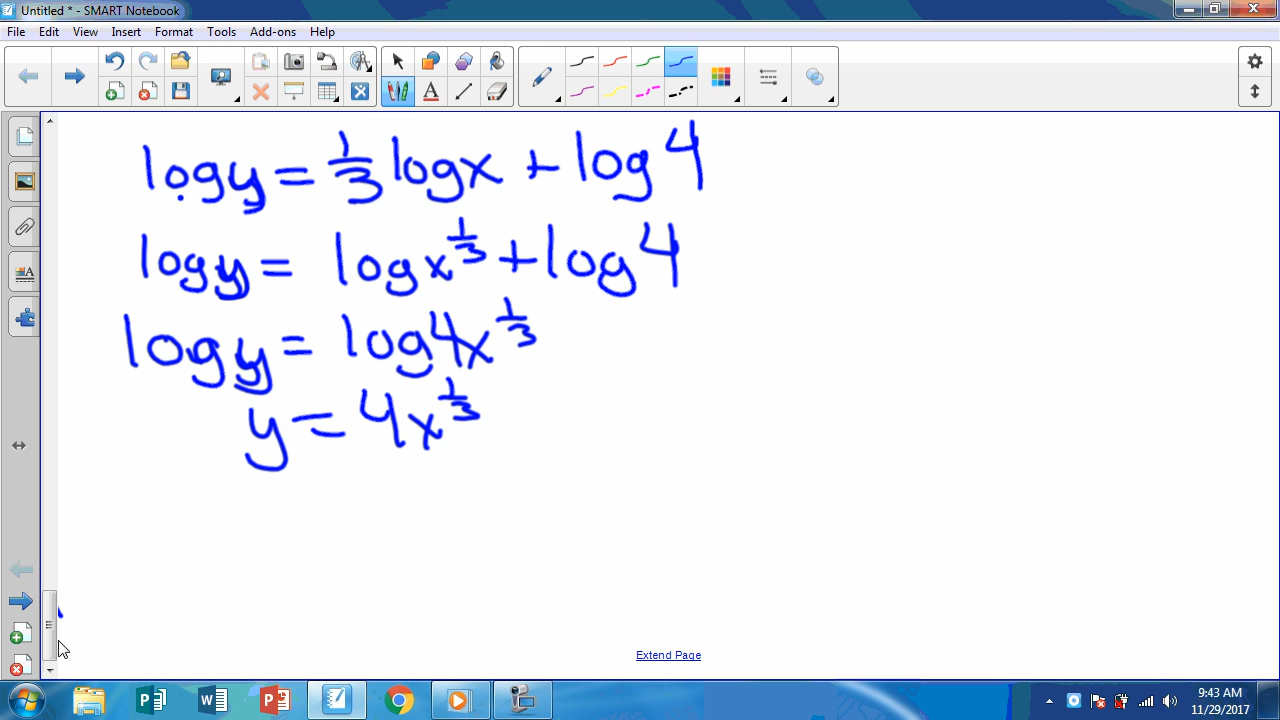 Untitled * - SMART Notebook
File Edit View Insert Format Tools Add-ons Help
log y = 1/3 log x + log 4
log y = log x^(1/3) + log 4
log y = log 4x^(1/3)
y = 4x^(1/3)
Extend Page
9:43 AM
11/29/2017